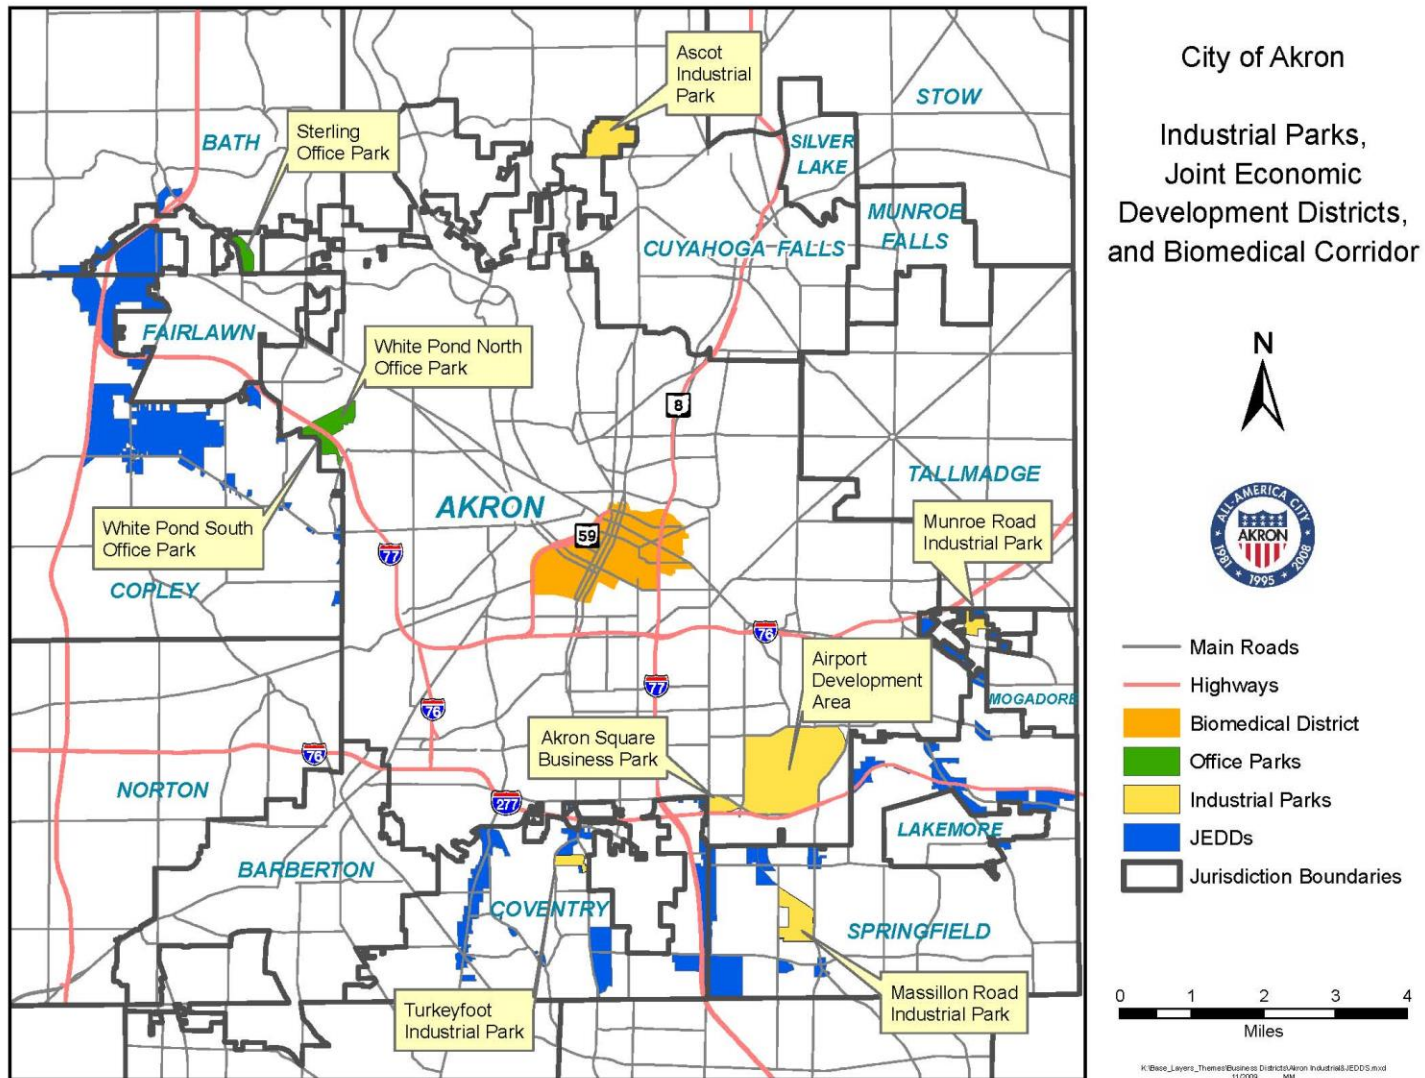 City of Akron
Industrial Parks,
Joint Economic
Development Districts,
and Biomedical Corridor
N
ALL-AMERICA CITY
AKRON
1981 ★ 1995 ★ 2008
Main Roads
Highways
Biomedical District
Office Parks
Industrial Parks
JEDDs
Jurisdiction Boundaries
0 1 2 3 4
Miles
11/2009 MM
Ascot
Industrial
Park
STOW
BATH
Sterling
Office Park
SILVER
LAKE
MUNROE
FALLS
CUYAHOGA FALLS
FAIRLAWN
White Pond North
Office Park
8
TALLMADGE
AKRON
Munroe Road
Industrial Park
White Pond South
Office Park
59
77
COPLEY
76
Airport
Development
Area
77
MOGADORE
76
Akron Square
Business Park
76
NORTON
277
LAKEMORE
BARBERTON
COVENTRY
SPRINGFIELD
Turkeyfoot
Industrial Park
Massillon Road
Industrial Park